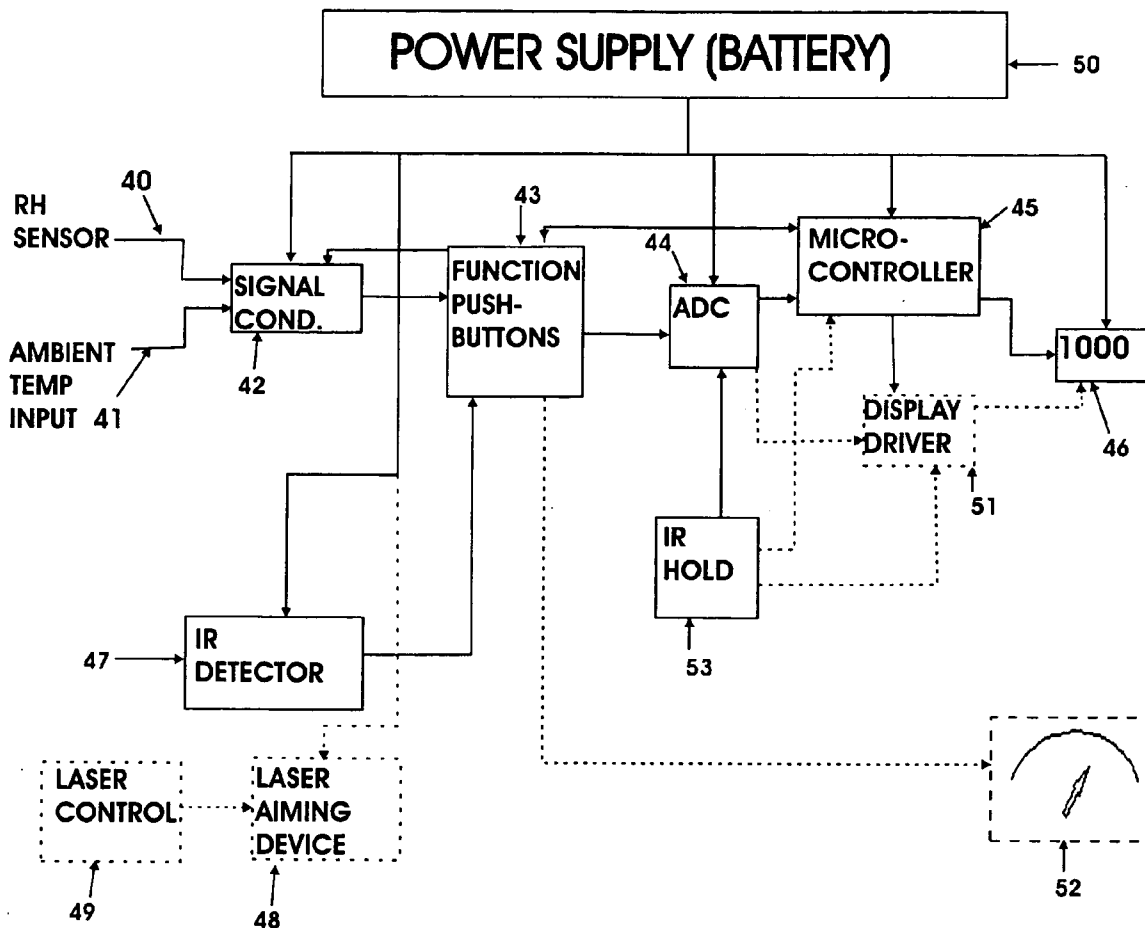 POWER SUPPLY (BATTERY)
50
40
RH
SENSOR
43
45
44
MICRO-
CONTROLLER
FUNCTION
PUSH-
BUTTONS
SIGNAL
COND.
ADC
1000
AMBIENT
TEMP
INPUT 41
42
DISPLAY
DRIVER
46
51
IR
HOLD
53
IR
DETECTOR
47
LASER
CONTROL
LASER
AIMING
DEVICE
52
49
48